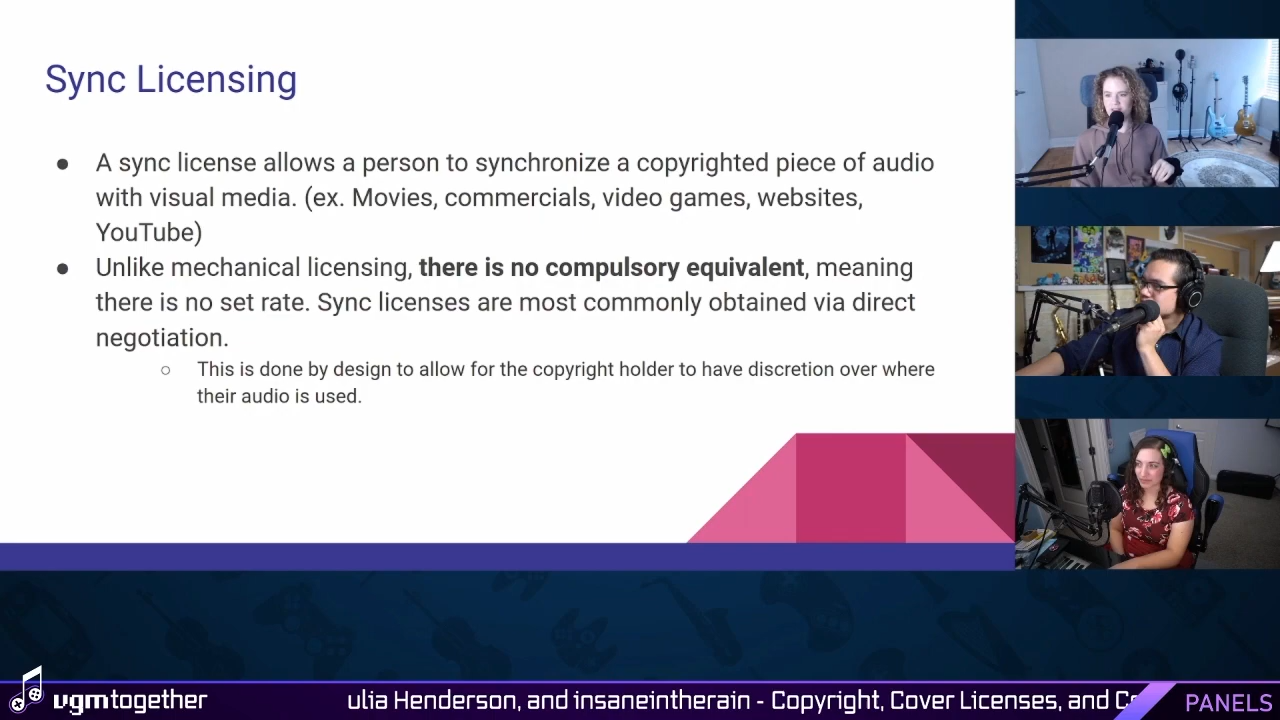 Sync Licensing
● A sync license allows a person to synchronize a copyrighted piece of audio
with visual media. (ex. Movies, commercials, video games, websites,
YouTube)
● Unlike mechanical licensing, there is no compulsory equivalent, meaning
there is no set rate. Sync licenses are most commonly obtained via direct
negotiation.
○ This is done by design to allow for the copyright holder to have discretion over where
their audio is used.
vgmtogether
ulia Henderson, and insaneintherain - Copyright, Cover Licenses, and Co
PANELS